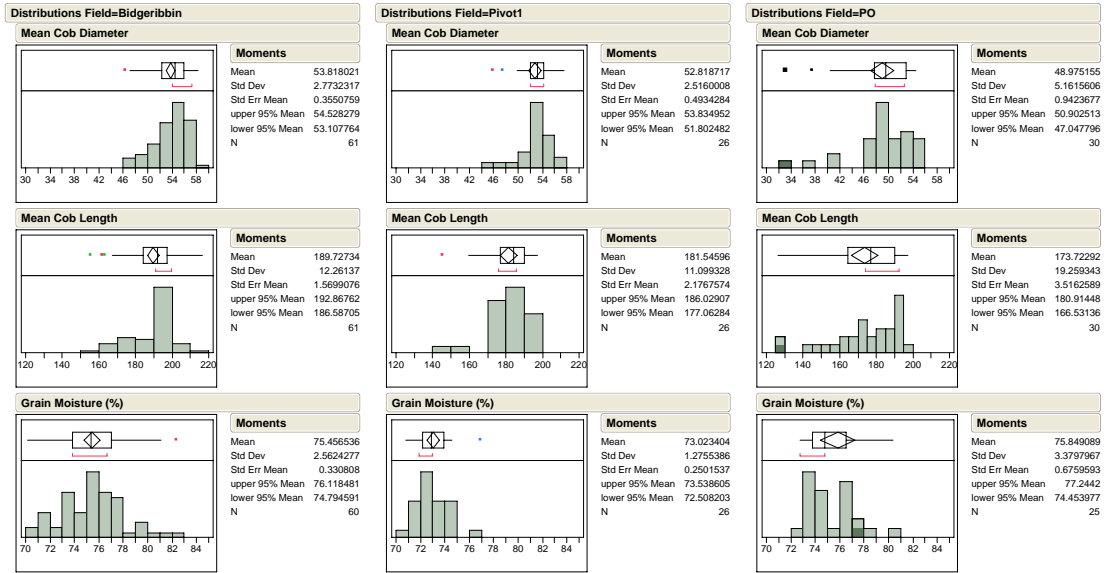 Distributions Field=Bidgeribbin
Mean Cob Diameter
Moments
Mean 53.818021
Std Dev 2.7732317
Std Err Mean 0.3550759
upper 95% Mean 54.528279
lower 95% Mean 53.107764
N 61
30 34 38 42 46 50 54 58
Mean Cob Length
Moments
Mean 189.72734
Std Dev 12.26137
Std Err Mean 1.5699076
upper 95% Mean 192.86762
lower 95% Mean 186.58705
N 61
120 140 160 180 200 220
Grain Moisture (%)
Moments
Mean 75.456536
Std Dev 2.5624277
Std Err Mean 0.330808
upper 95% Mean 76.118481
lower 95% Mean 74.794591
N 60
70 72 74 76 78 80 82 84
Distributions Field=Pivot1
Mean Cob Diameter
Moments
Mean 52.818717
Std Dev 2.5160008
Std Err Mean 0.4934284
upper 95% Mean 53.834952
lower 95% Mean 51.802482
N 26
30 34 38 42 46 50 54 58
Mean Cob Length
Moments
Mean 181.54596
Std Dev 11.099328
Std Err Mean 2.1767574
upper 95% Mean 186.02907
lower 95% Mean 177.06284
N 26
120 140 160 180 200 220
Grain Moisture (%)
Moments
Mean 73.023404
Std Dev 1.2755386
Std Err Mean 0.2501537
upper 95% Mean 73.538605
lower 95% Mean 72.508203
N 26
70 72 74 76 78 80 82 84
Distributions Field=PO
Mean Cob Diameter
Moments
Mean 48.975155
Std Dev 5.1615606
Std Err Mean 0.9423677
upper 95% Mean 50.902513
lower 95% Mean 47.047796
N 30
30 34 38 42 46 50 54 58
Mean Cob Length
Moments
Mean 173.72292
Std Dev 19.259343
Std Err Mean 3.5162589
upper 95% Mean 180.91448
lower 95% Mean 166.53136
N 30
120 140 160 180 200 220
Grain Moisture (%)
Moments
Mean 75.849089
Std Dev 3.3797967
Std Err Mean 0.6759593
upper 95% Mean 77.2442
lower 95% Mean 74.453977
N 25
70 72 74 76 78 80 82 84